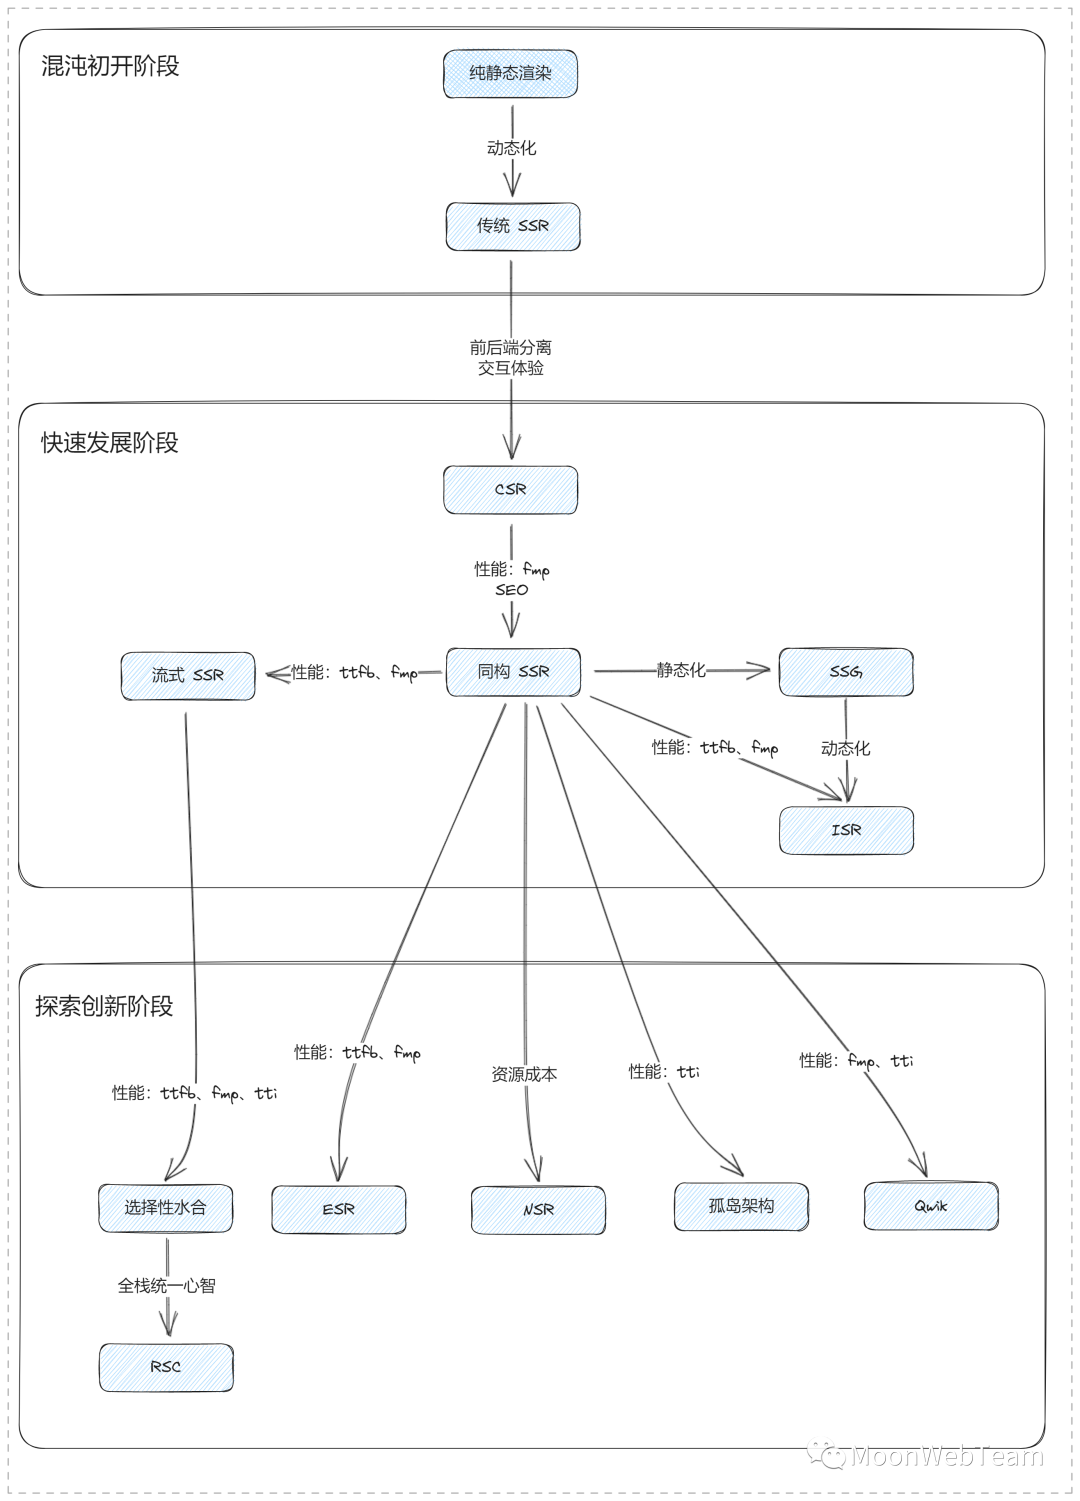 混沌初开阶段
纯静态渲染
动态化
传统 SSR
前后端分离
交互体验
快速发展阶段
CSR
性能：fmp
SEO
流式 SSR
性能：ttfb、fmp
同构 SSR
静态化
SSG
性能：ttfb、fmp
动态化
ISR
探索创新阶段
性能：ttfb、fmp、tti
性能：ttfb、fmp
资源成本
性能：tti
性能：fmp、tti
选择性水合
ESR
NSR
孤岛架构
Qwik
全栈统一心智
RSC
MoonWebTeam